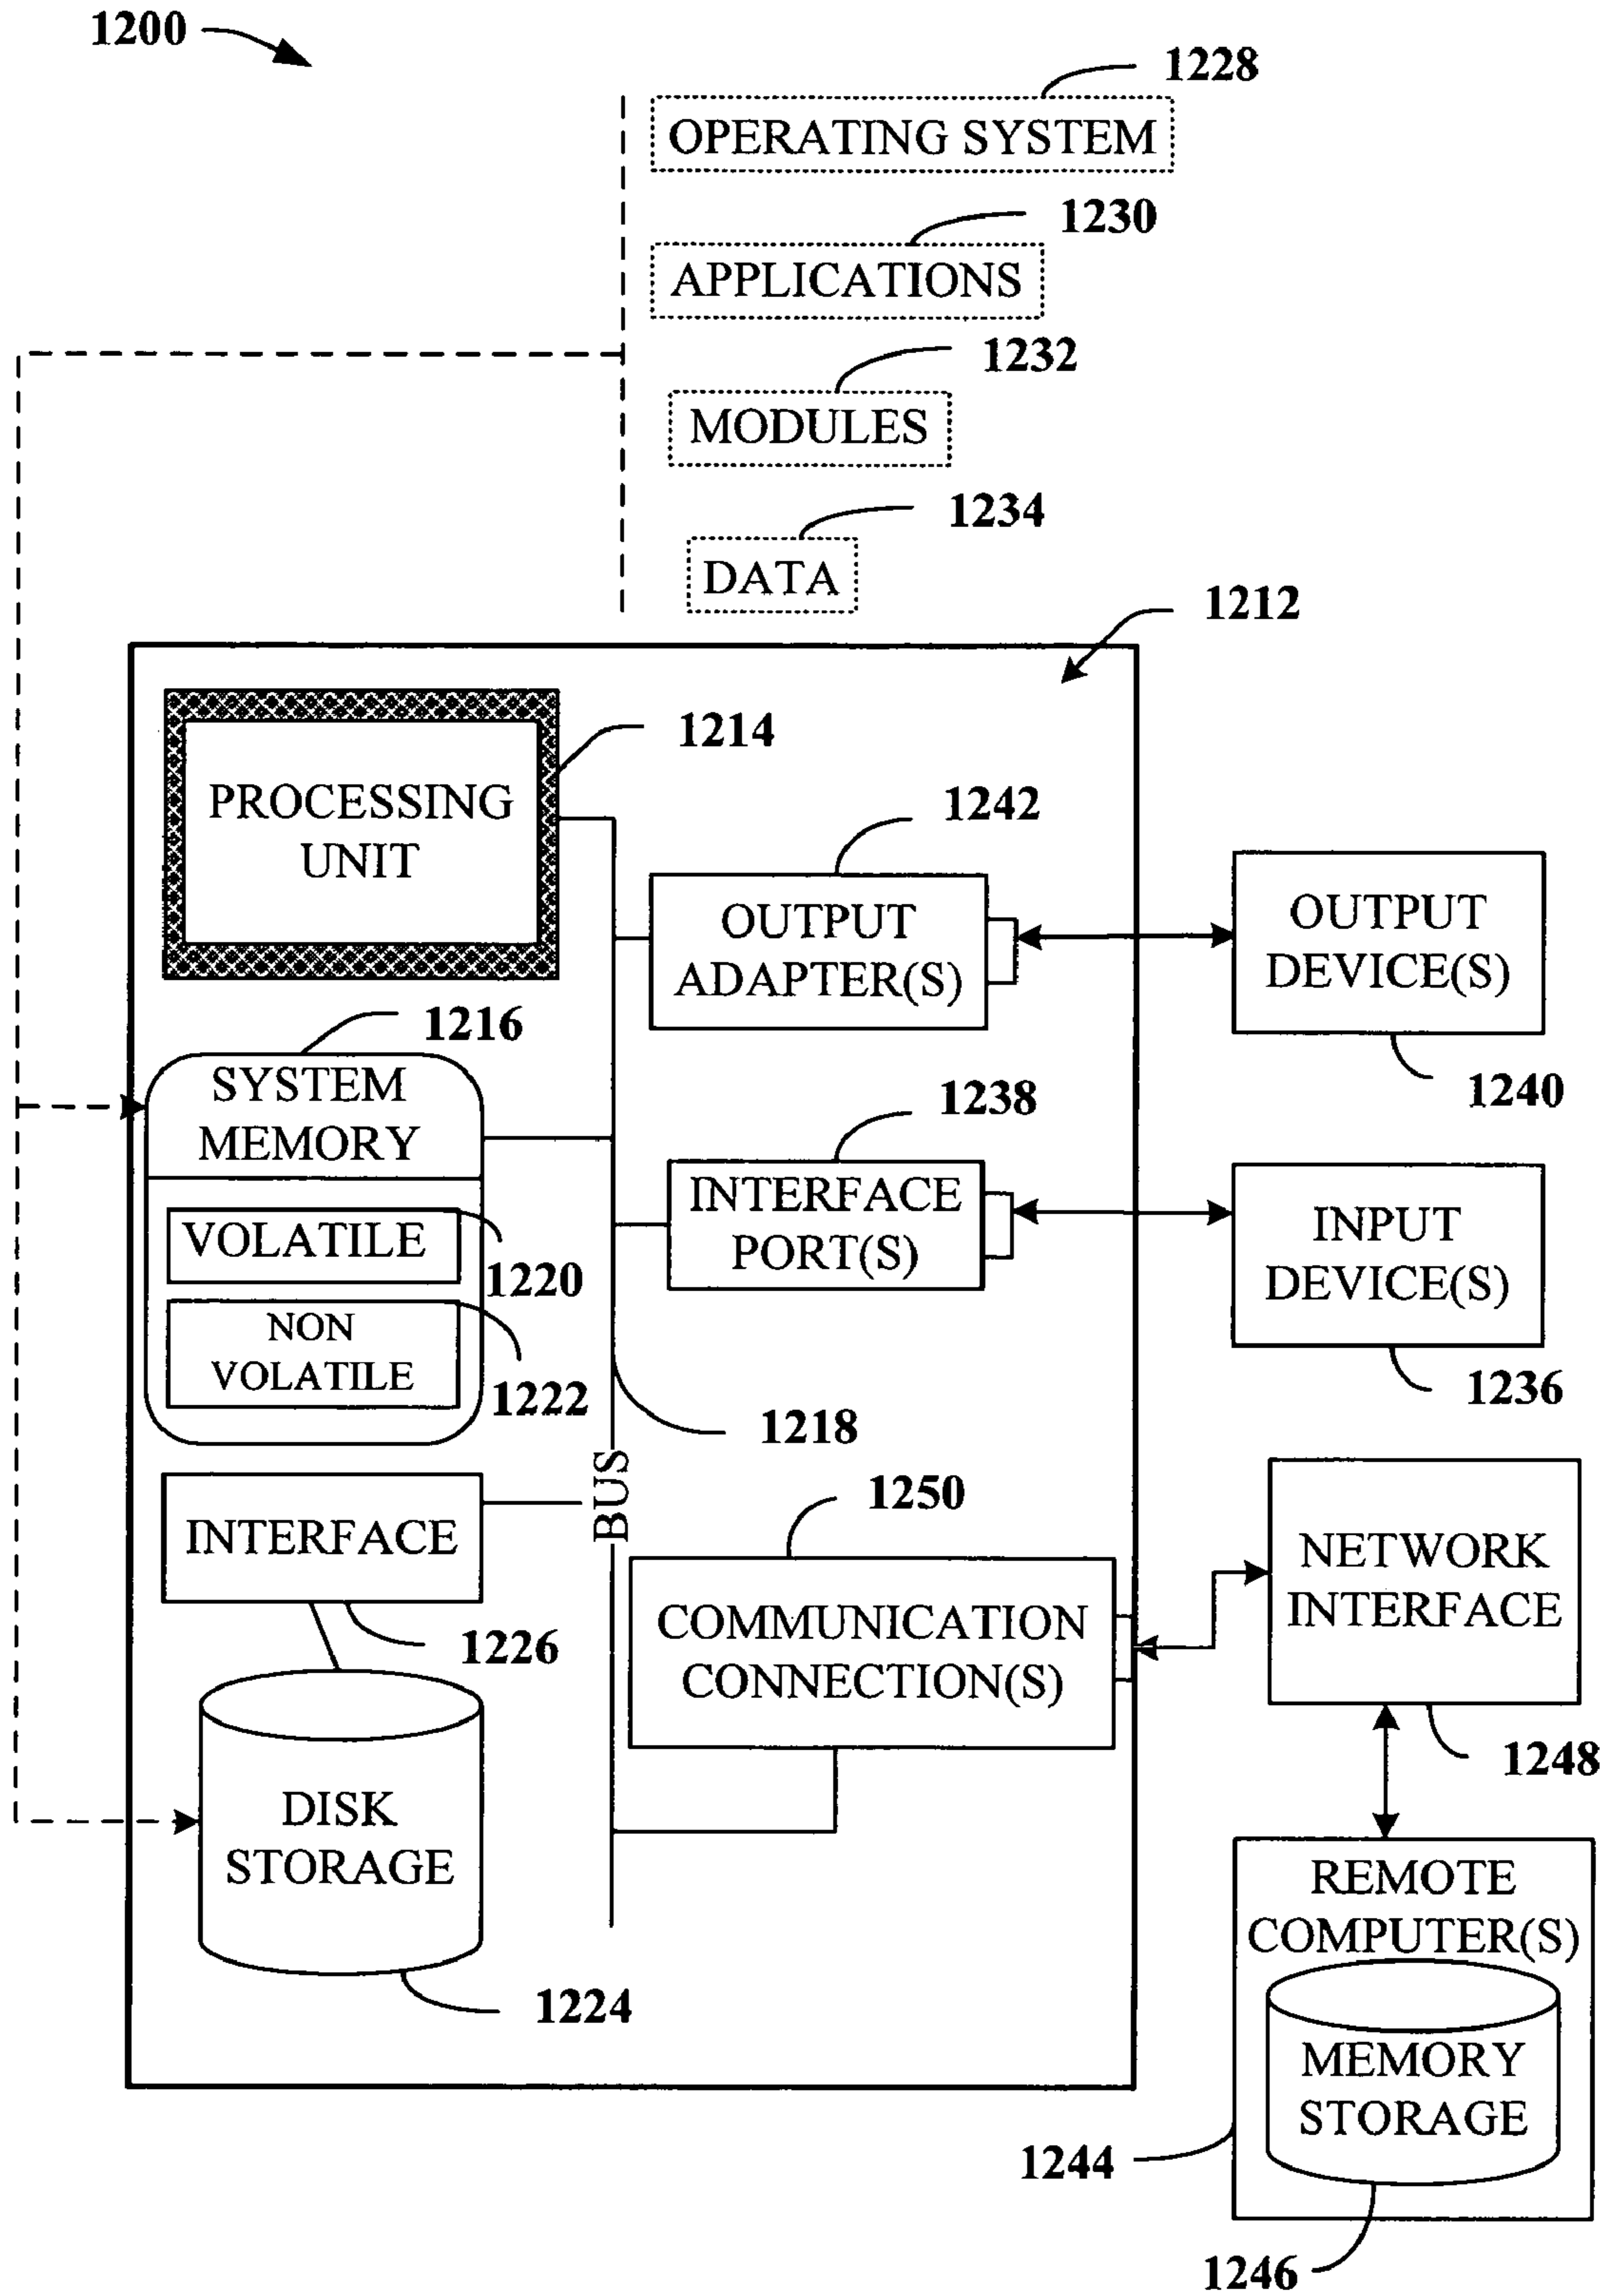 1200
1228
OPERATING SYSTEM
1230
APPLICATIONS
1232
MODULES
1234
DATA
1212
1214
PROCESSING
UNIT
1242
OUTPUT
ADAPTER(S)
OUTPUT
DEVICE(S)
1240
1216
SYSTEM
MEMORY
1238
INTERFACE
PORT(S)
INPUT
DEVICE(S)
1236
VOLATILE
1220
NON
VOLATILE
1222
1218
BUS
1250
INTERFACE
1226
COMMUNICATION
CONNECTION(S)
NETWORK
INTERFACE
1248
DISK
STORAGE
1224
REMOTE
COMPUTER(S)
MEMORY
STORAGE
1244
1246